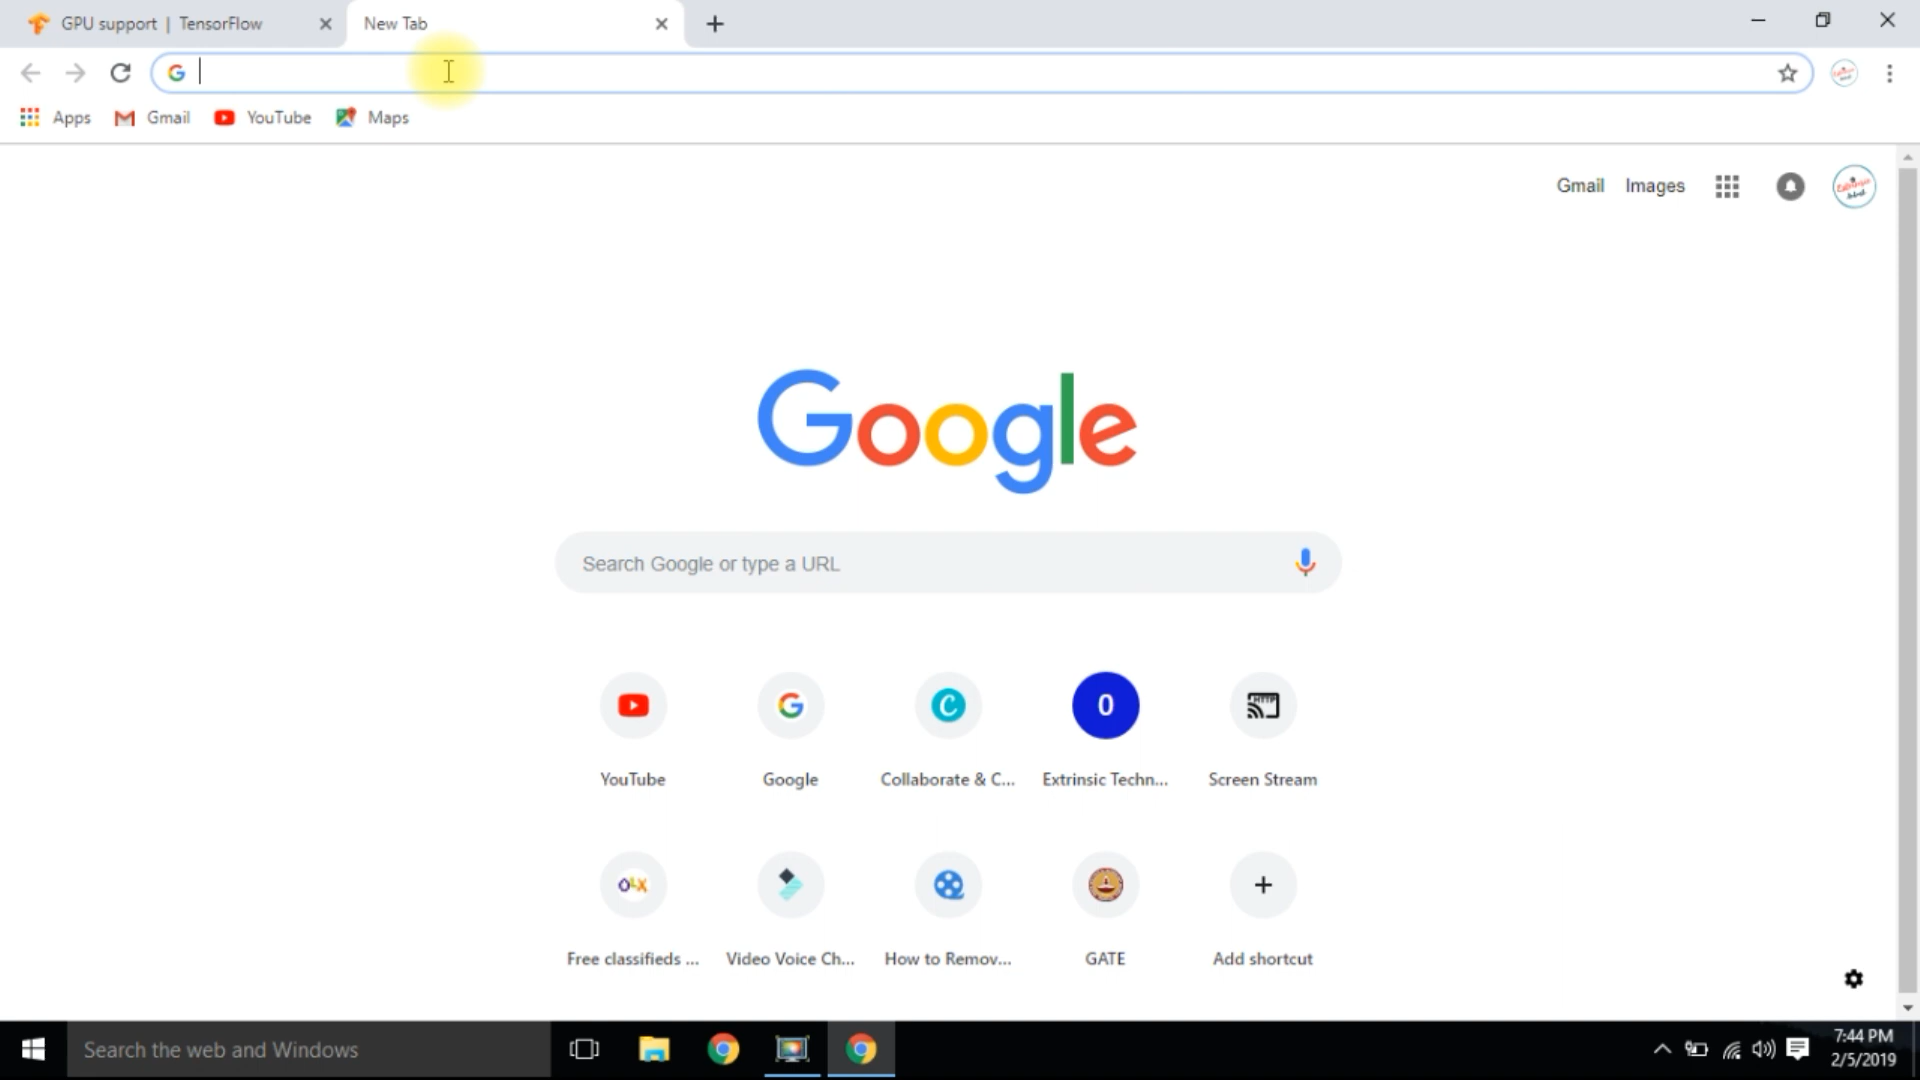 GPU support | TensorFlow
New Tab
Apps
Gmail
YouTube
Maps
Gmail
Images
Google
Search Google or type a URL
YouTube
Google
Collaborate & C...
Extrinsic Techn...
Screen Stream
Free classifieds ...
Video Voice Ch...
How to Remov...
GATE
Add shortcut
Search the web and Windows
7:44 PM
2/5/2019